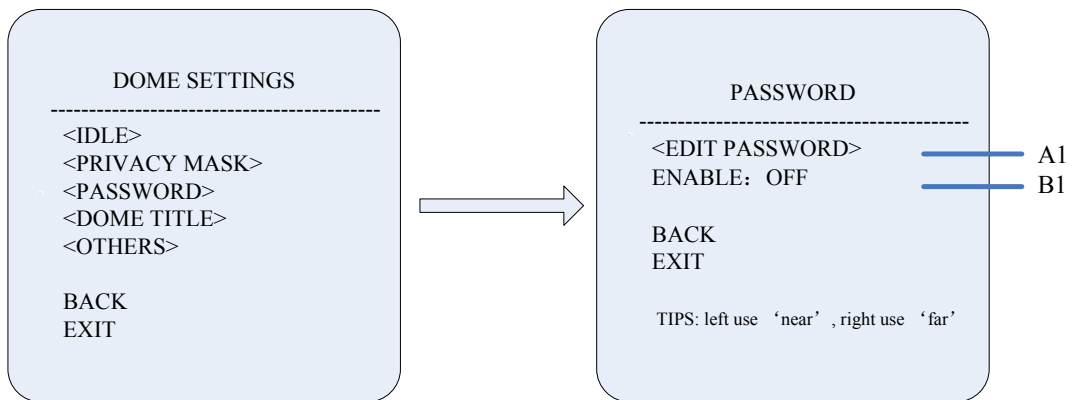 DOME SETTINGS
----------------------------------------
<IDLE>
<PRIVACY MASK>
<PASSWORD>
<DOME TITLE>
<OTHERS>
BACK
EXIT
PASSWORD
----------------------------------------
<EDIT PASSWORD>
ENABLE：OFF
BACK
EXIT
TIPS: left use ‘near’ , right use ‘far’
A1
B1